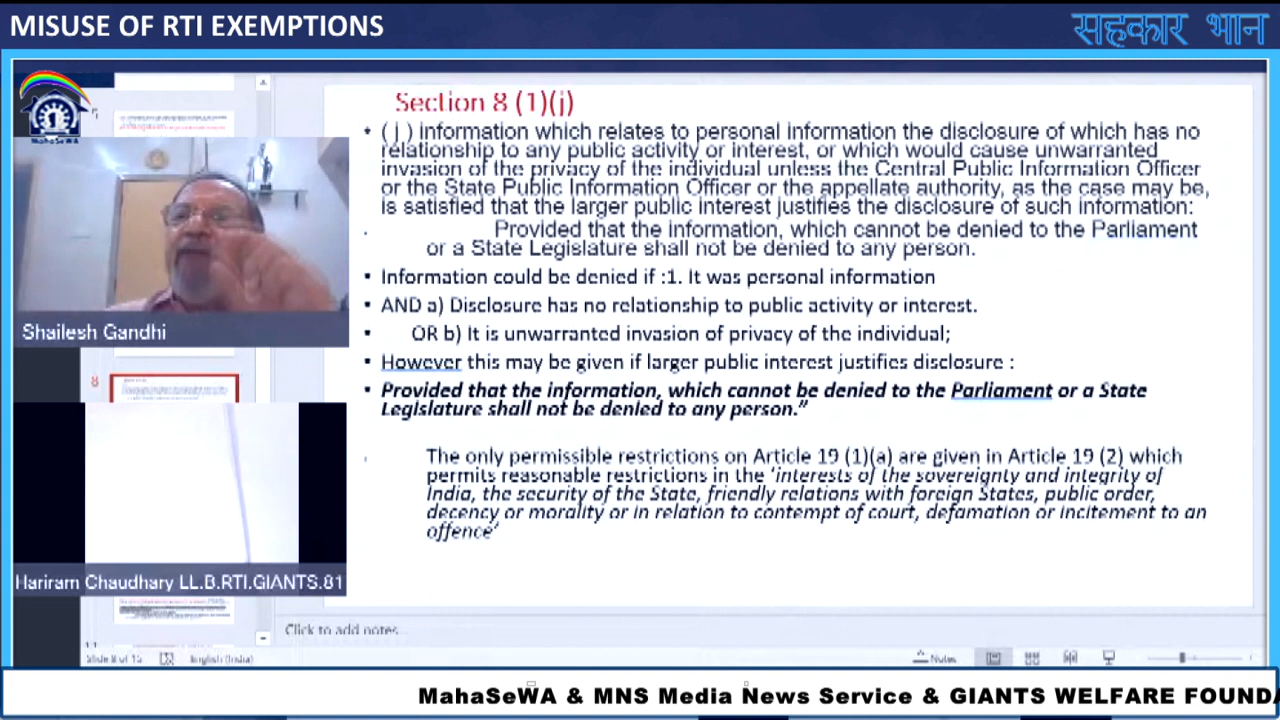 MISUSE OF RTI EXEMPTIONS
सहकार भान
MahaSeWA
Section 8 (1)(j)
• ( j ) information which relates to personal information the disclosure of which has no
relationship to any public activity or interest, or which would cause unwarranted
invasion of the privacy of the individual unless the Central Public Information Officer
or the State Public Information Officer or the appellate authority, as the case may be,
is satisfied that the larger public interest justifies the disclosure of such information:
Provided that the information, which cannot be denied to the Parliament
or a State Legislature shall not be denied to any person.
• Information could be denied if :1. It was personal information
• AND a) Disclosure has no relationship to public activity or interest.
• OR b) It is unwarranted invasion of privacy of the individual;
• However this may be given if larger public interest justifies disclosure :
• Provided that the information, which cannot be denied to the Parliament or a State
Legislature shall not be denied to any person.”
The only permissible restrictions on Article 19 (1)(a) are given in Article 19 (2) which
permits reasonable restrictions in the ‘interests of the sovereignty and integrity of
India, the security of the State, friendly relations with foreign States, public order,
decency or morality or in relation to contempt of court, defamation or incitement to an
offence’
Shailesh Gandhi
8
Hariram Chaudhary LL.B.RTI.GIANTS.81
Click to add notes
Slide 8 of 15
English (India)
Notes
MahaSeWA & MNS Media News Service & GIANTS WELFARE FOUNDA